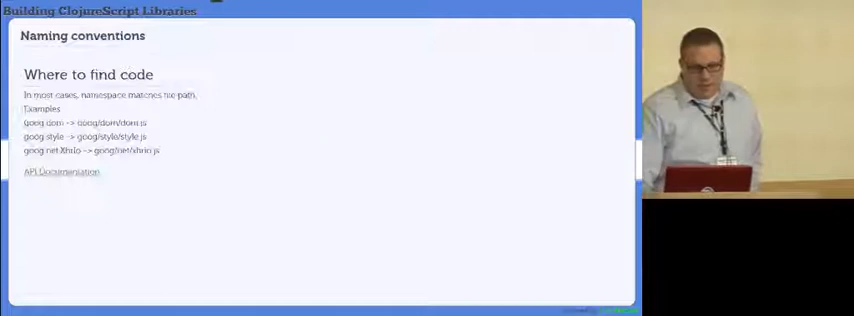 Building ClojureScript Libraries
Naming conventions
Where to find code
In most cases, namespace matches file path.
Examples
goog.dom -> goog/dom/dom.js
goog.style -> goog/style/style.js
goog.net.XhrIo -> goog/net/xhrio.js
API Documentation